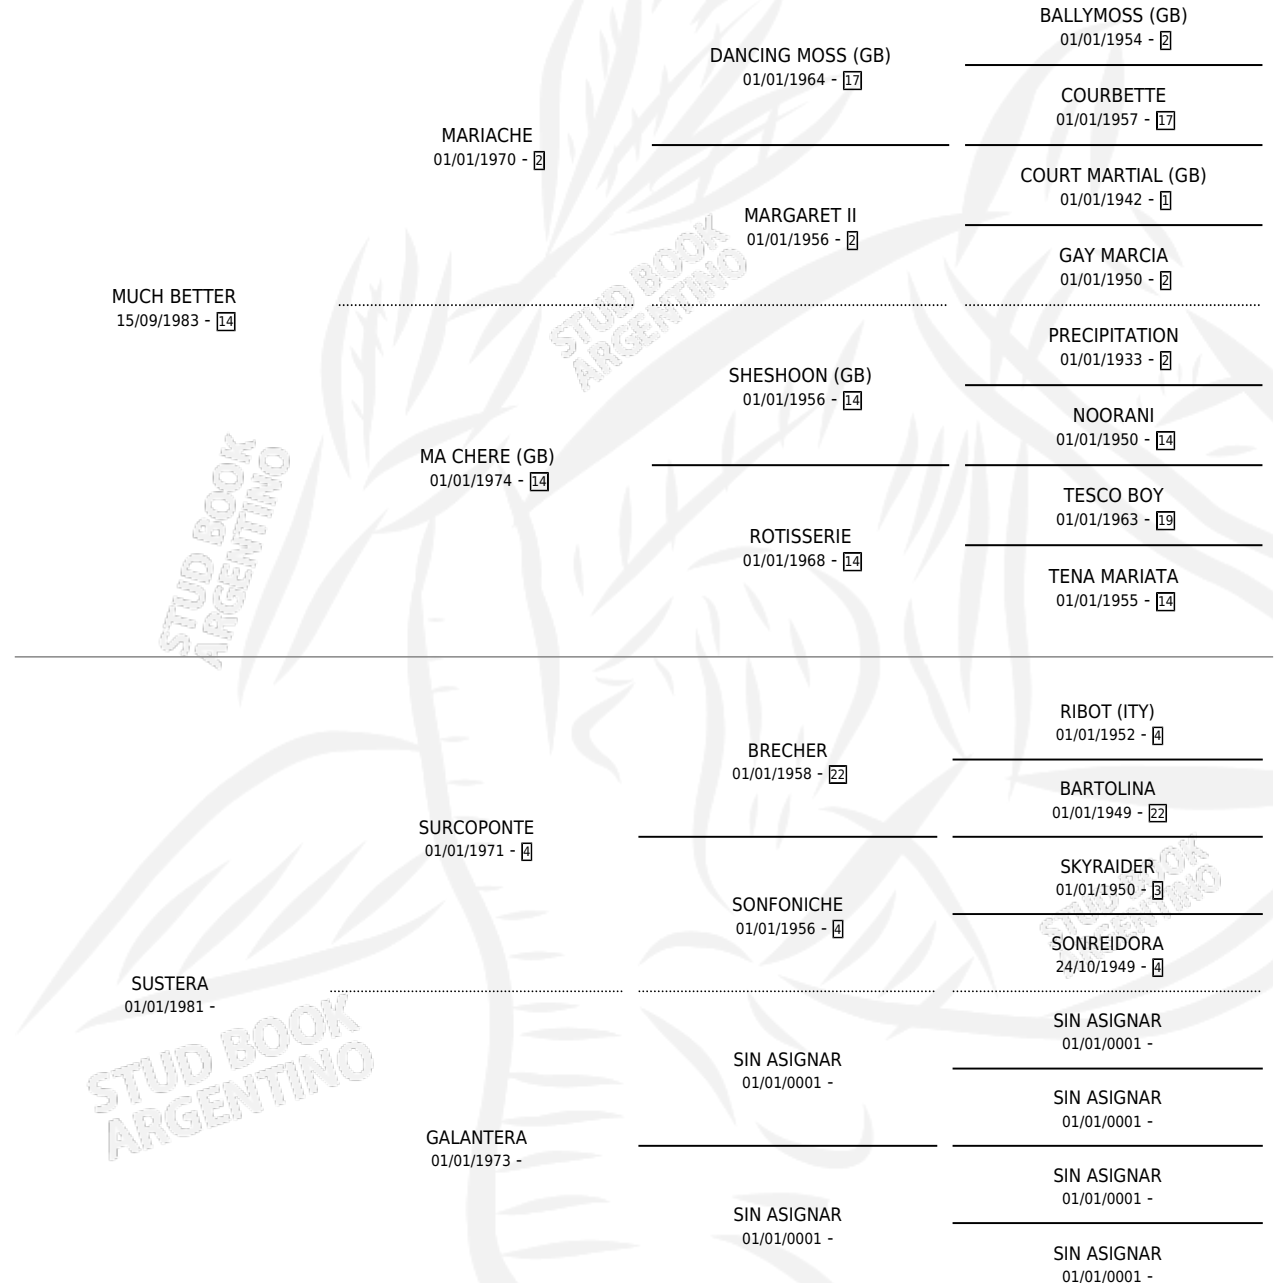 BALLYMOSS (GB)
01/01/1954 - 2
DANCING MOSS (GB)
01/01/1964 - 17
COURBETTE
01/01/1957 - 17
MARIACHE
01/01/1970 - 2
COURT MARTIAL (GB)
01/01/1942 - 1
MARGARET II
01/01/1956 - 2
GAY MARCIA
01/01/1950 - 2
MUCH BETTER
15/09/1983 - 14
PRECIPITATION
01/01/1933 - 2
SHESHOON (GB)
01/01/1956 - 14
NOORANI
01/01/1950 - 14
MA CHERE (GB)
01/01/1974 - 14
TESCO BOY
01/01/1963 - 19
ROTISSERIE
01/01/1968 - 14
TENA MARIATA
01/01/1955 - 14
STUD BOOK
ARGENTINO
STUD BOOK
ARGENTINO
RIBOT (ITY)
01/01/1952 - 4
BRECHER
01/01/1958 - 22
BARTOLINA
01/01/1949 - 22
SURCOPONTE
01/01/1971 - 4
SKYRAIDER
01/01/1950 - 3
SONFONICHE
01/01/1956 - 4
SONREIDORA
24/10/1949 - 4
SUSTERA
01/01/1981 -
SIN ASIGNAR
01/01/0001 -
SIN ASIGNAR
01/01/0001 -
SIN ASIGNAR
01/01/0001 -
GALANTERA
01/01/1973 -
SIN ASIGNAR
01/01/0001 -
SIN ASIGNAR
01/01/0001 -
SIN ASIGNAR
01/01/0001 -
STUD BOOK
ARGENTINO
STUD BOOK
ARGENTINO